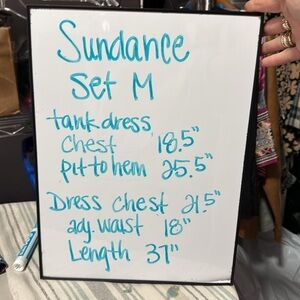 Sundance
Set M
tank dress
Chest 18.5"
pit to hem 25.5"
Dress Chest 21.5"
adj. waist 18"
Length 37"